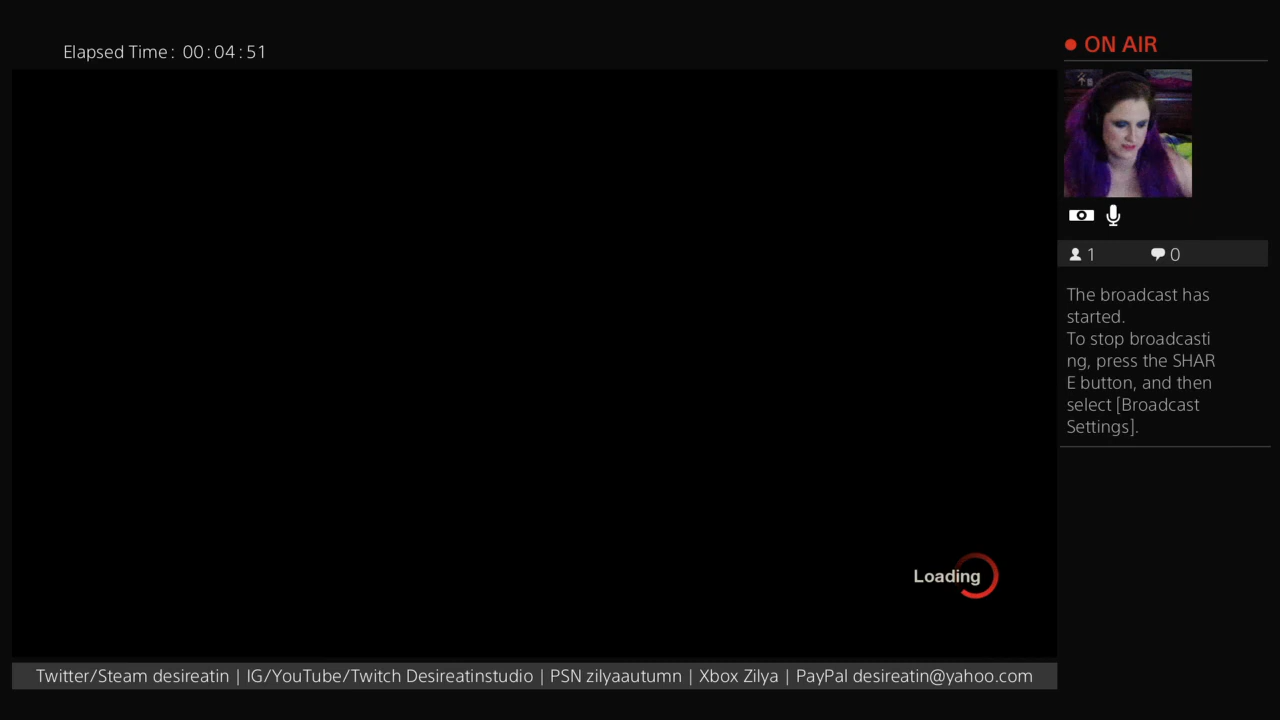 Elapsed Time: 00:04:51
ON AIR
1 0
The broadcast has
started.
To stop broadcasti
ng, press the SHAR
E button, and then
select [Broadcast
Settings].
Loading
Twitter/Steam desireatin | IG/YouTube/Twitch Desireatinstudio | PSN zilyaautumn | Xbox Zilya | PayPal desireatin@yahoo.com